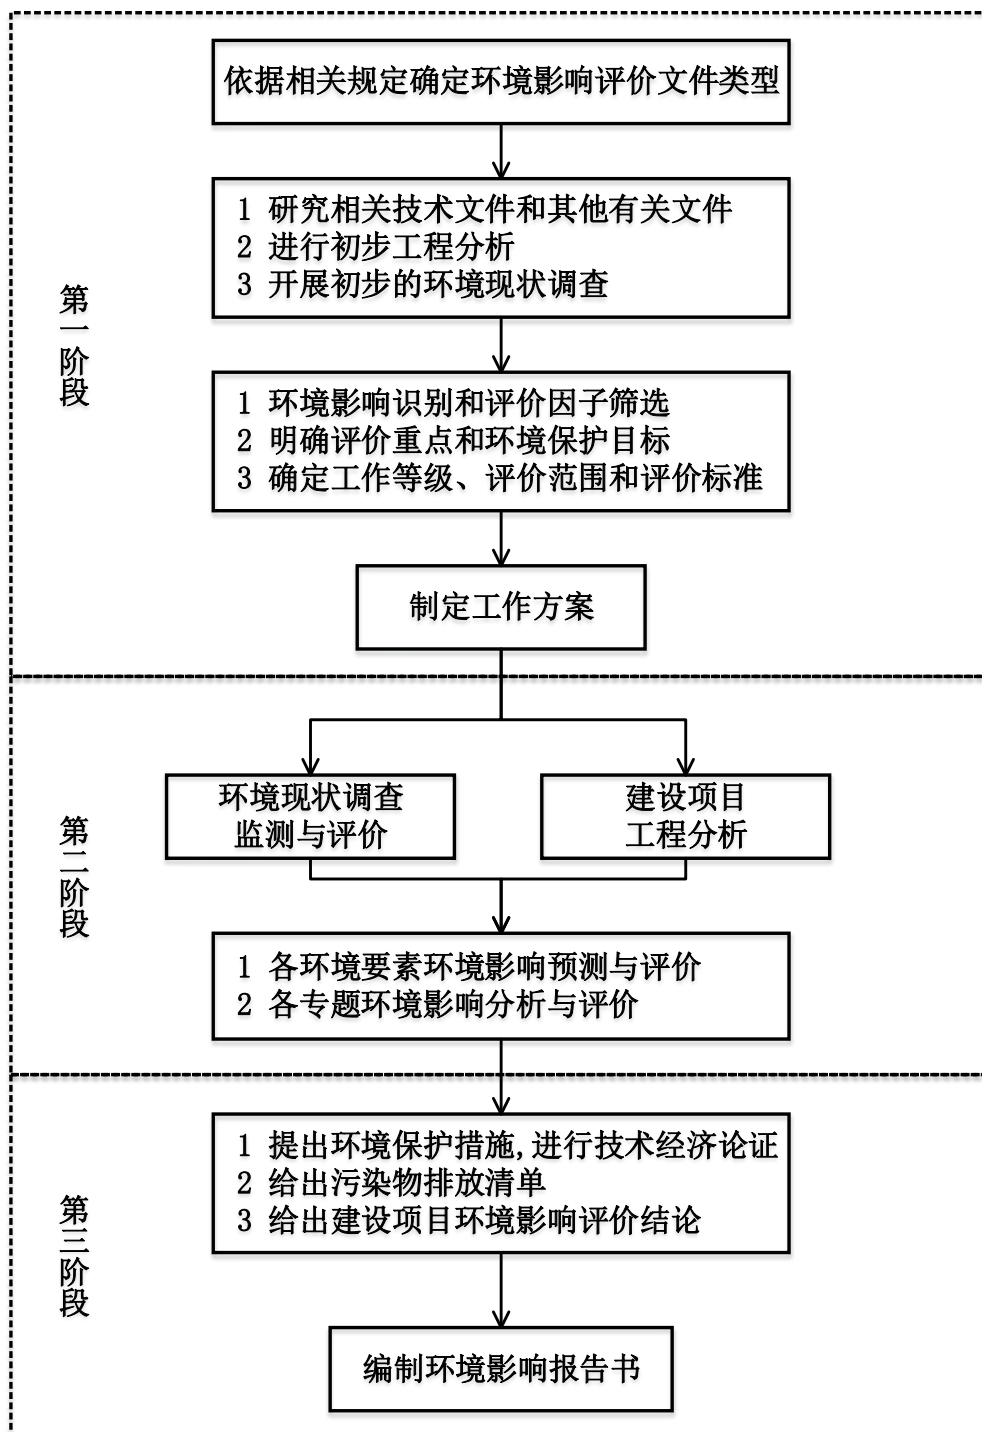 依据相关规定确定环境影响评价文件类型
1 研究相关技术文件和其他有关文件
2 进行初步工程分析
3 开展初步的环境现状调查
第一阶段
1 环境影响识别和评价因子筛选
2 明确评价重点和环境保护目标
3 确定工作等级、评价范围和评价标准
制定工作方案
环境现状调查
监测与评价
建设项目
工程分析
第二阶段
1 各环境要素环境影响预测与评价
2 各专题环境影响分析与评价
1 提出环境保护措施,进行技术经济论证
2 给出污染物排放清单
3 给出建设项目环境影响评价结论
第三阶段
编制环境影响报告书